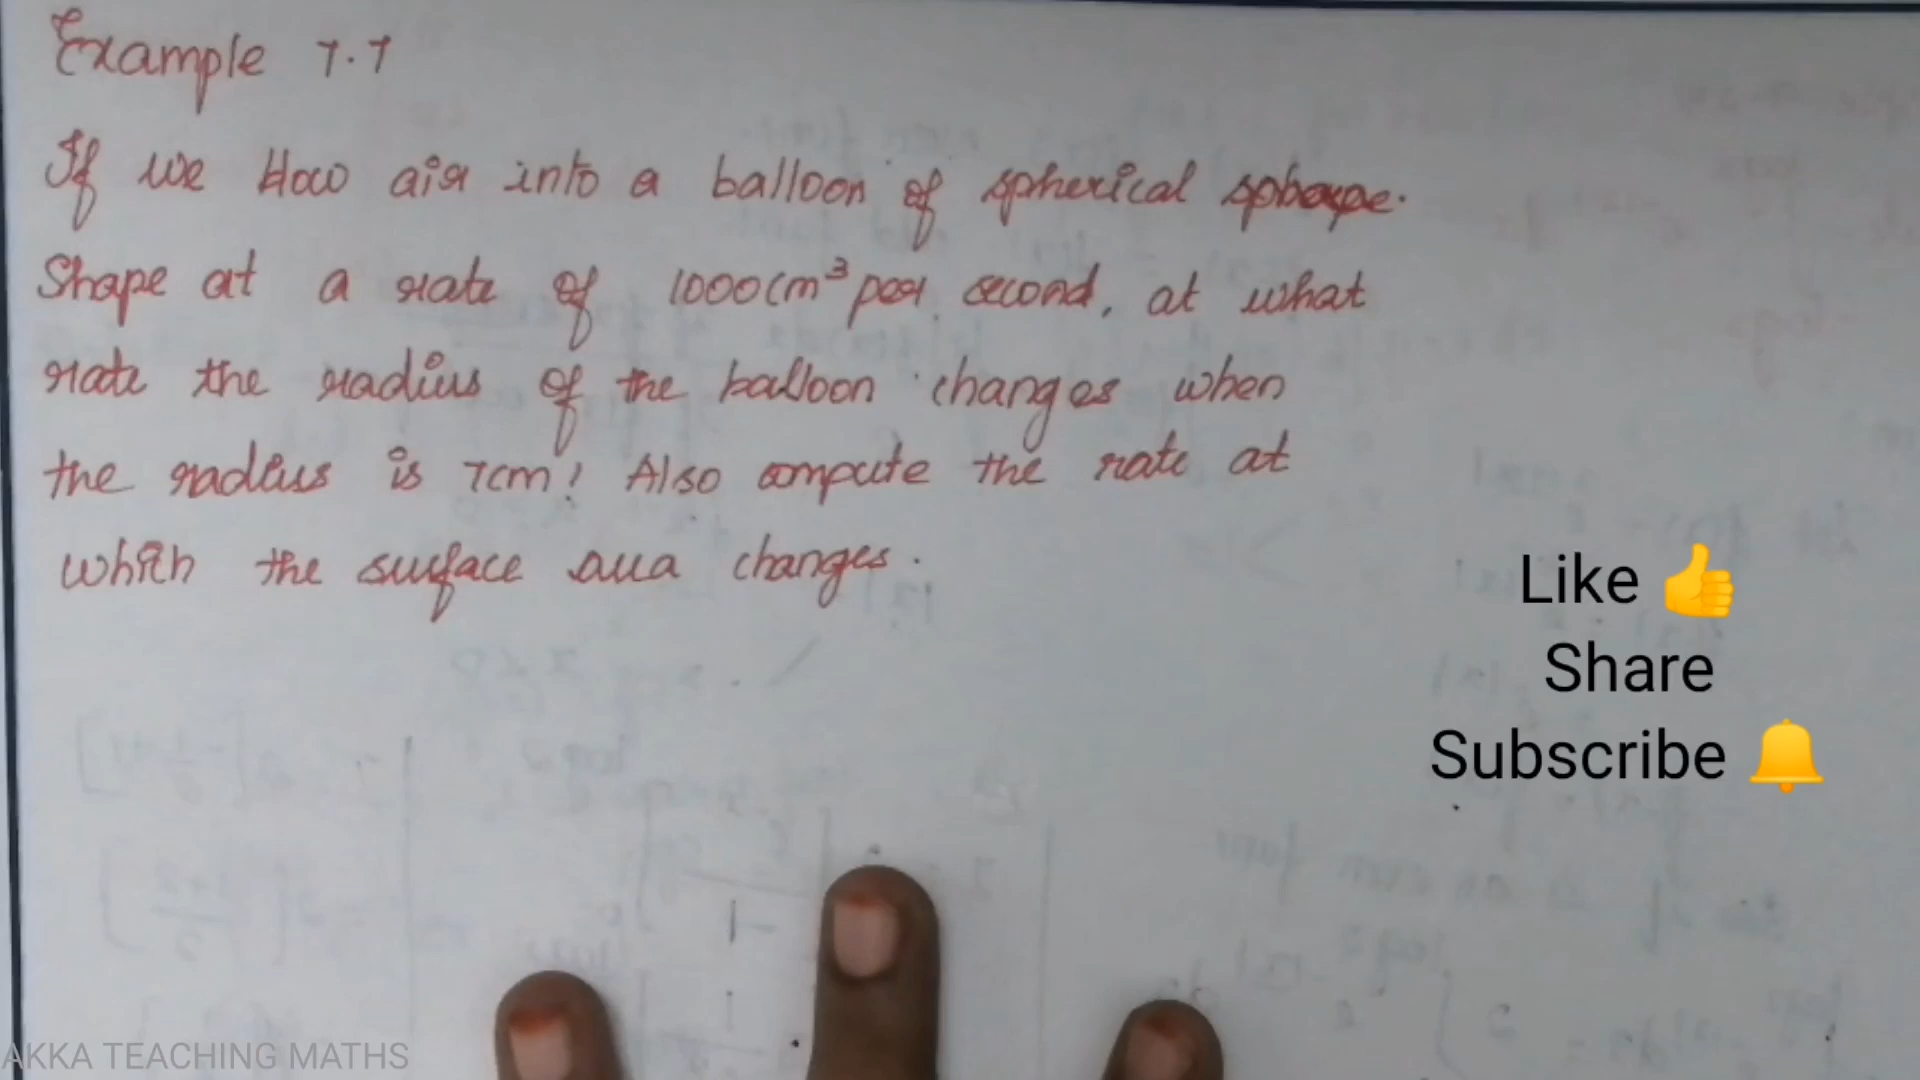 Example 7.7
If we blow air into a balloon of spherical
Shape at a rate of 1000cm³ per second, at what
rate the radius of the balloon changes when
the radius is 7cm? Also compute the rate at
which the surface area changes.
Like 👍
Share
Subscribe 🔔
AKKA TEACHING MATHS